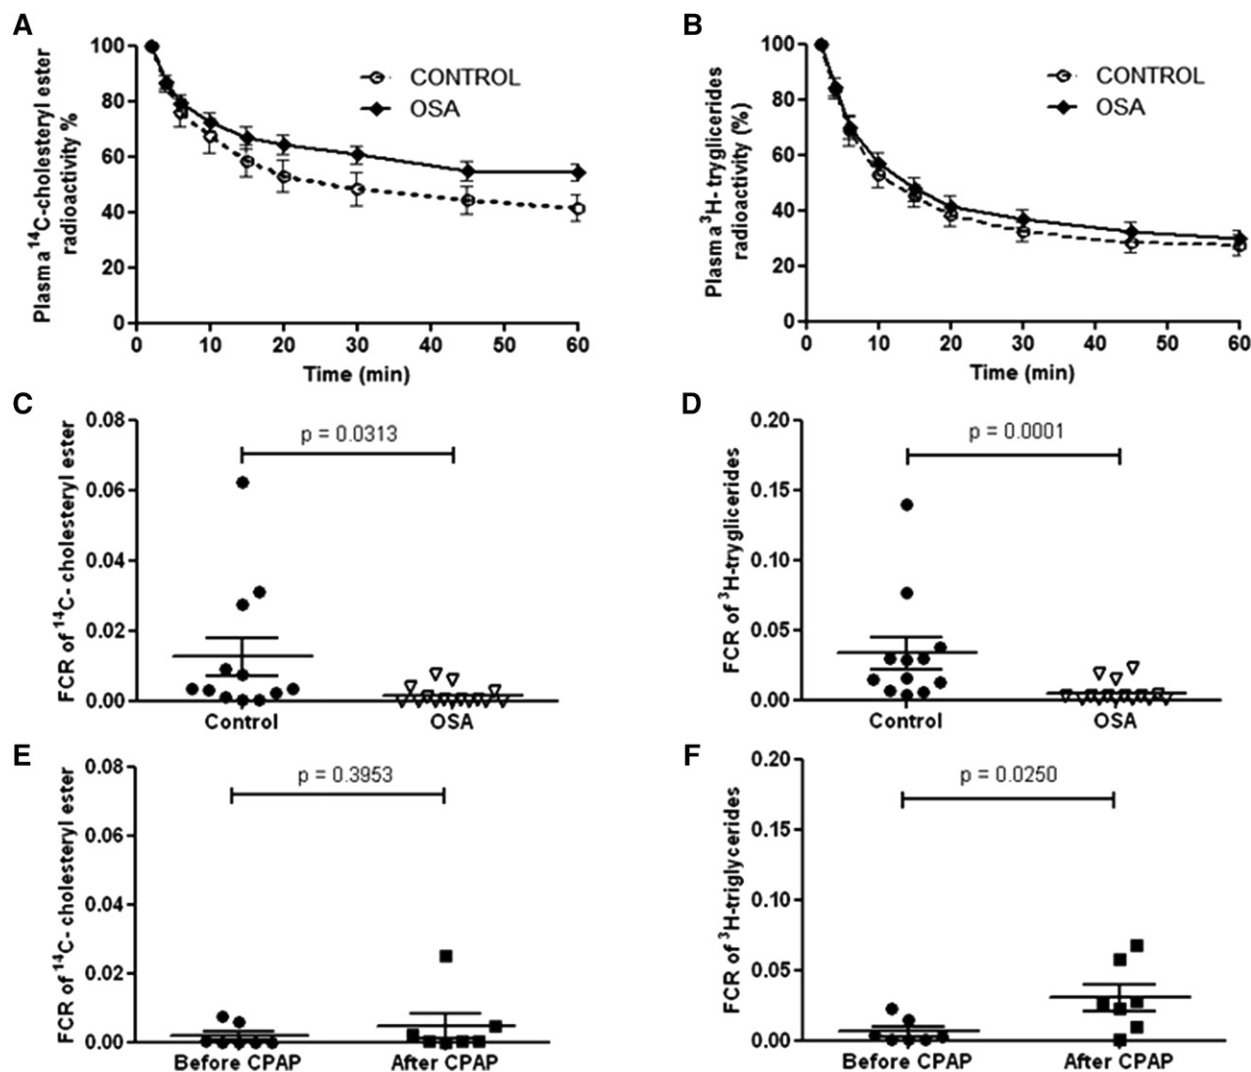 A
Plasma ¹⁴C-cholesteryl ester
radioactivity %
100
80
60
40
20
0
CONTROL
OSA
0 10 20 30 40 50 60
Time (min)
B
Plasma ³H- tryglicerides
radioactivity (%)
100
80
60
40
20
0
CONTROL
OSA
0 10 20 30 40 50 60
Time (min)
C
FCR of ¹⁴C- cholesteryl ester
0.08
0.06
0.04
0.02
0.00
p = 0.0313
Control OSA
D
FCR of ³H-tryglicerides
0.20
0.15
0.10
0.05
0.00
p = 0.0001
Control OSA
E
FCR of ¹⁴C- cholesteryl ester
0.08
0.06
0.04
0.02
0.00
p = 0.3953
Before CPAP After CPAP
F
FCR of ³H-triglycerides
0.20
0.15
0.10
0.05
0.00
p = 0.0250
Before CPAP After CPAP